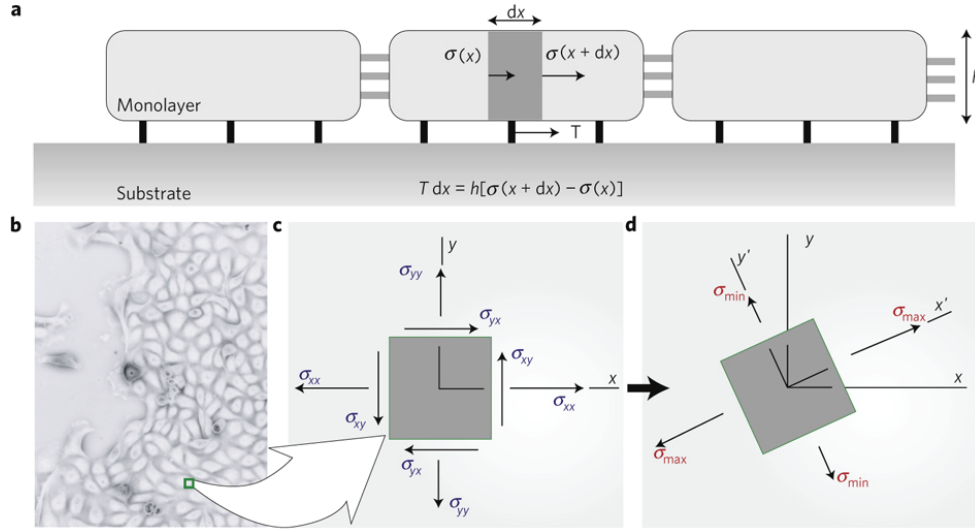 a
dx
σ(x)
σ(x + dx)
h
Monolayer
T
Substrate
T dx = h[σ(x + dx) − σ(x)]
b
c
d
y
σyy
σyx
σxx
σxy
x
σxy
σxx
σyx
σyy
y
y'
σmin
σmax
x'
x
σmax
σmin